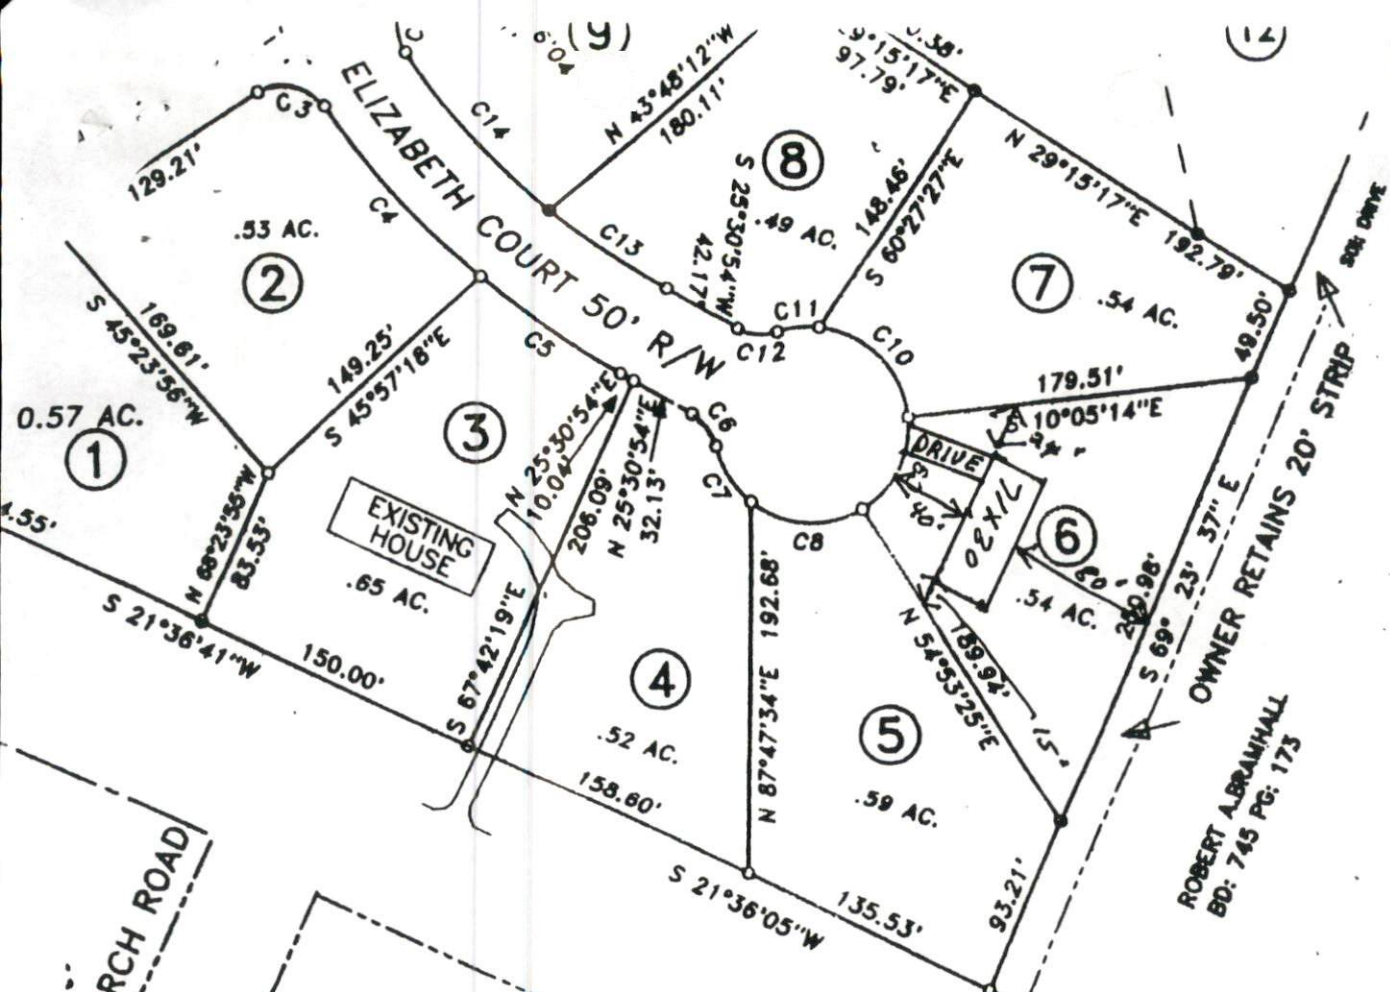 (9)
12
C3
129.21'
C4
.53 AC.
2
ELIZABETH COURT 50' R/W
C14
N 43°48'12"W
180.11'
C13
8
.49 AC.
S 25°30'54"W
42.17'
15'17"E
97.79'
148.46'
S 60°27'27"E
N 29°15'17"E
192.79'
7
.54 AC.
49.50'
169.61'
S 45°23'56"W
149.25'
S 45°57'18"E
C5
C12
C11
C10
179.51'
10°05'14"E
0.57 AC.
1
3
EXISTING
HOUSE
.65 AC.
N 68°23'55"W
83.53'
N 25°30'54"E
10.04'
206.09'
S 67°42'19"E
N 25°30'54"E
32.13'
C6
C7
C8
DRIVE
71X30
6
.54 AC.
80'
S 69° 23' 37" E
OWNER RETAINS 20' STRIP
4.55'
S 21°36'41"W
150.00'
4
.52 AC.
158.60'
N 87°47'34"E 192.68'
5
.59 AC.
N 54°53'25"E
189.94'
15'
S 21°36'05"W
135.53'
93.21'
ROBERT A.BRAMHALL
BD: 745 PG: 173
RCH ROAD